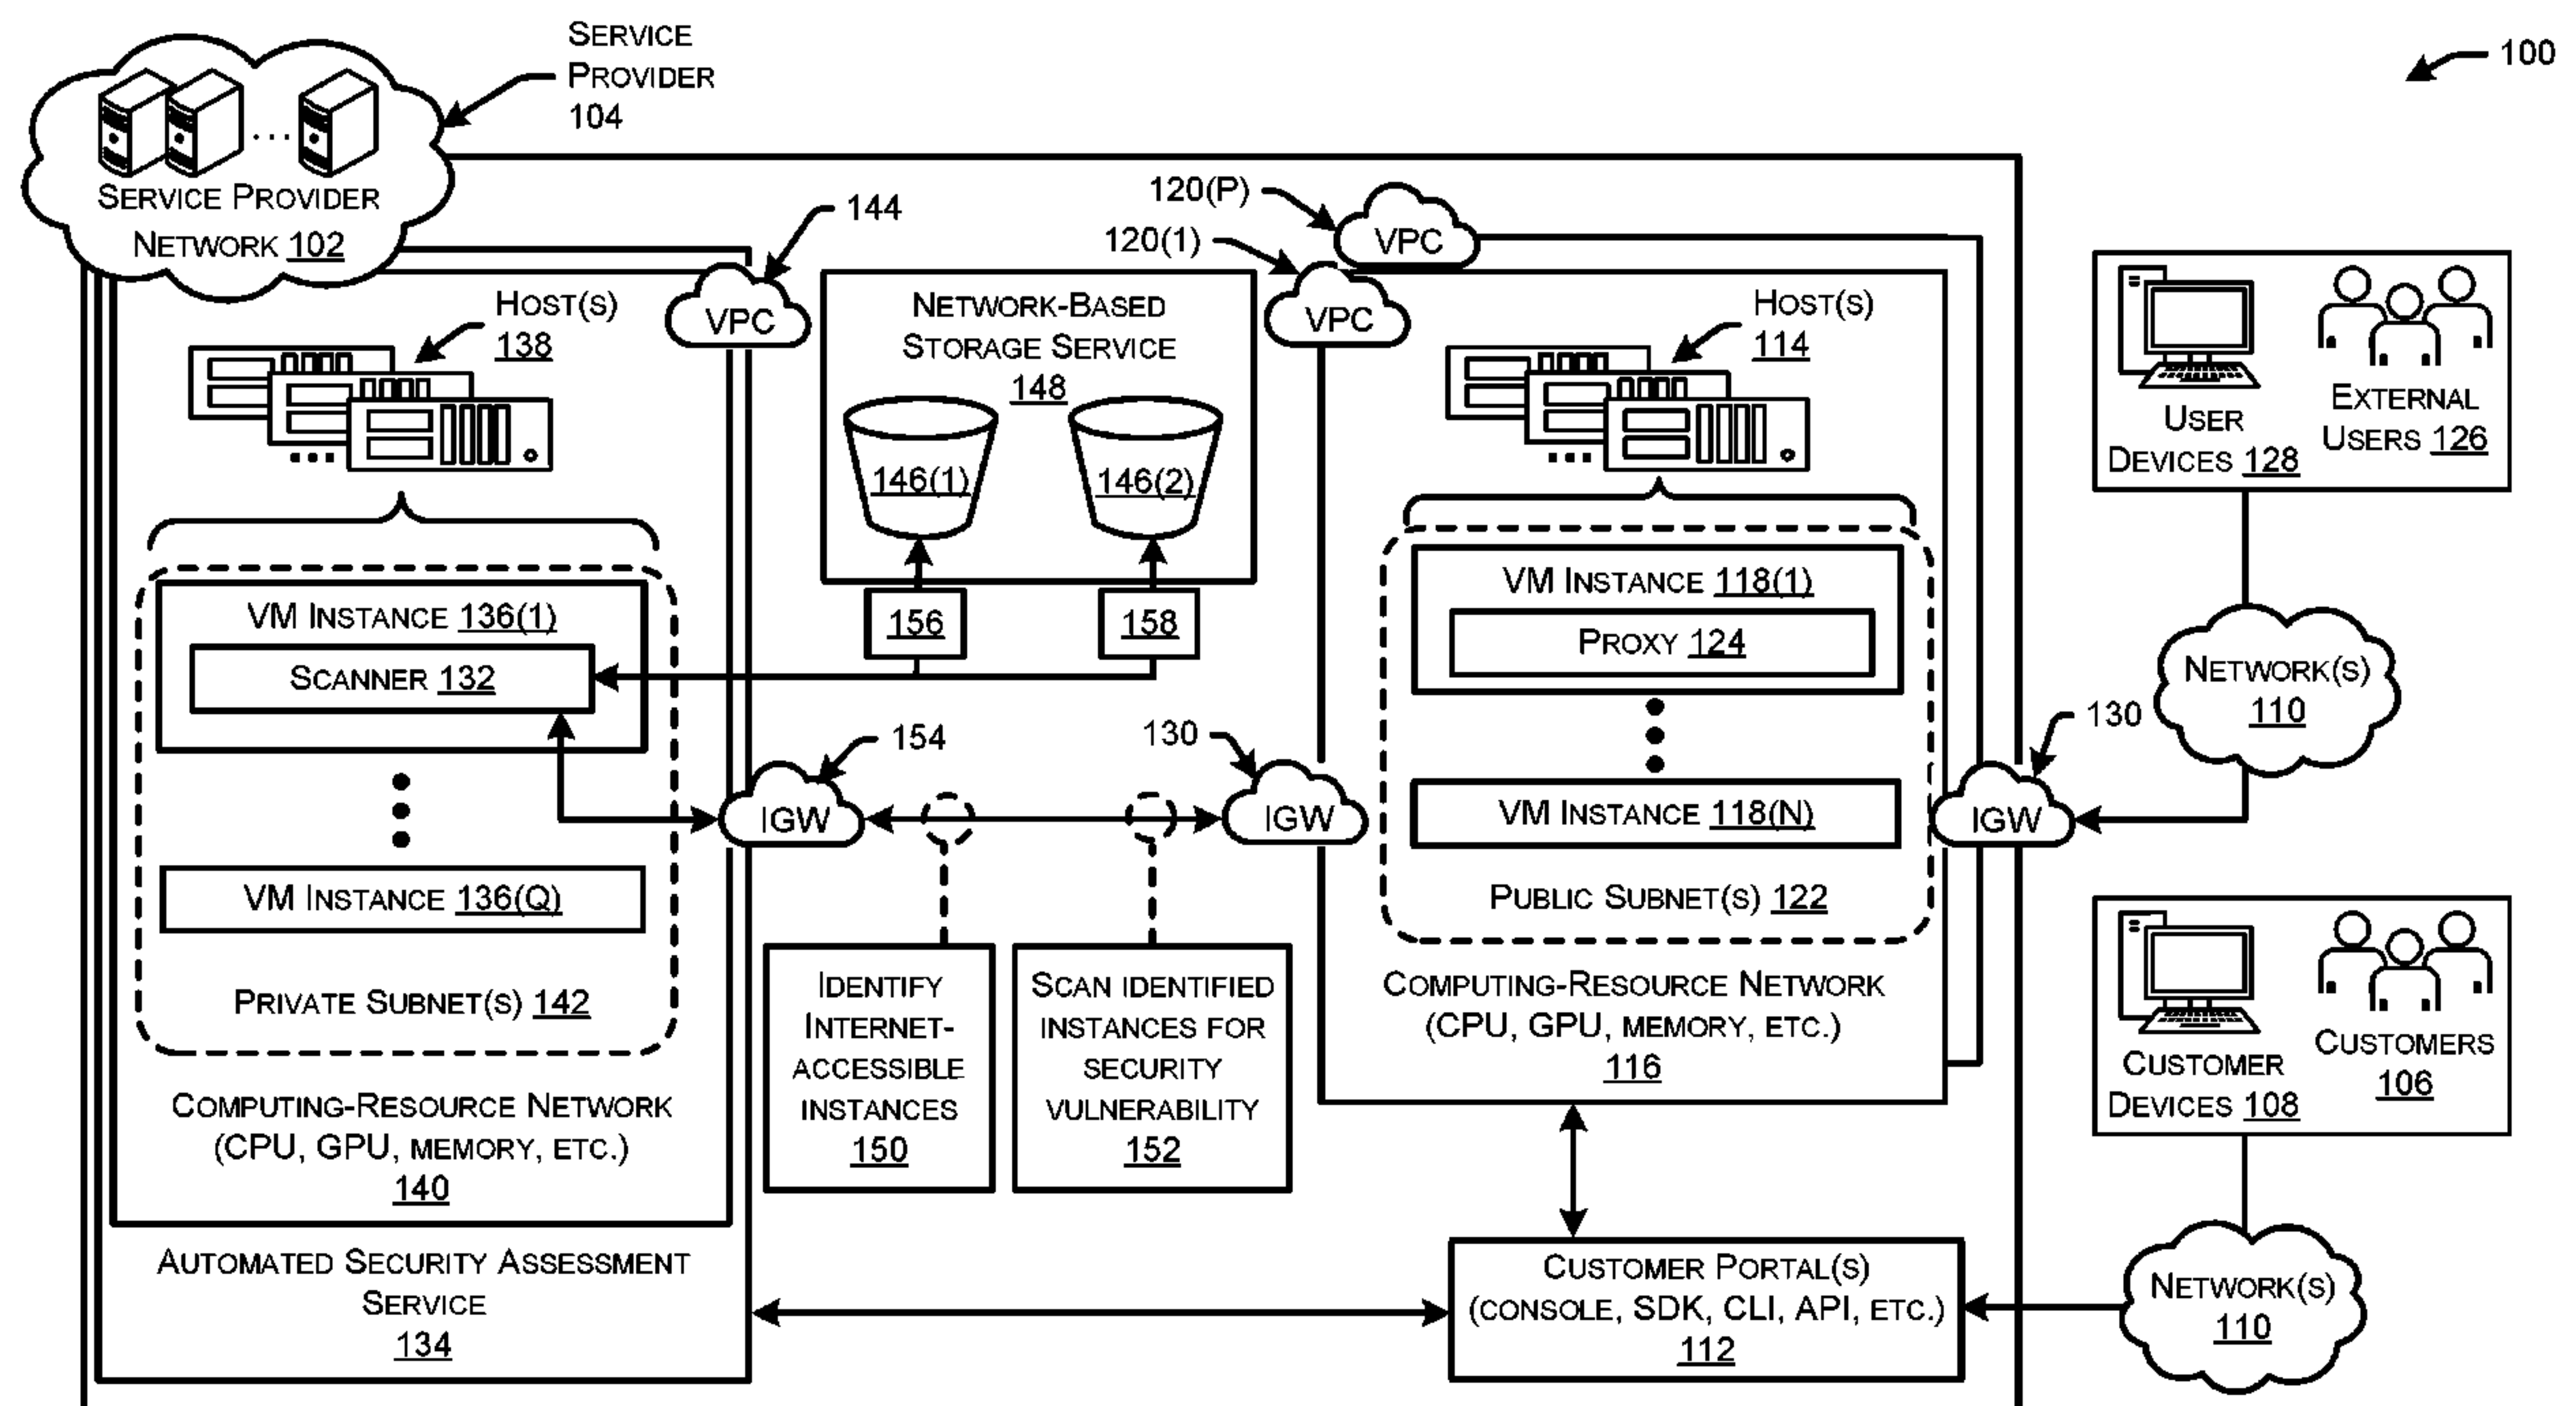 SERVICE
PROVIDER
104
100
SERVICE PROVIDER
NETWORK 102
144
120(P)
VPC
120(1)
VPC
VPC
HOST(S)
138
NETWORK-BASED
STORAGE SERVICE
148
146(1)
146(2)
HOST(S)
114
USER
DEVICES 128
EXTERNAL
USERS 126
VM INSTANCE 136(1)
SCANNER 132
156
158
VM INSTANCE 118(1)
PROXY 124
NETWORK(S)
110
154
IGW
130
IGW
130
IGW
VM INSTANCE 118(N)
PUBLIC SUBNET(S) 122
VM INSTANCE 136(Q)
PRIVATE SUBNET(S) 142
COMPUTING-RESOURCE NETWORK
(CPU, GPU, MEMORY, ETC.)
140
IDENTIFY
INTERNET-
ACCESSIBLE
INSTANCES
150
SCAN IDENTIFIED
INSTANCES FOR
SECURITY
VULNERABILITY
152
COMPUTING-RESOURCE NETWORK
(CPU, GPU, MEMORY, ETC.)
116
CUSTOMER
DEVICES 108
CUSTOMERS
106
AUTOMATED SECURITY ASSESSMENT
SERVICE
134
CUSTOMER PORTAL(S)
(CONSOLE, SDK, CLI, API, ETC.)
112
NETWORK(S)
110